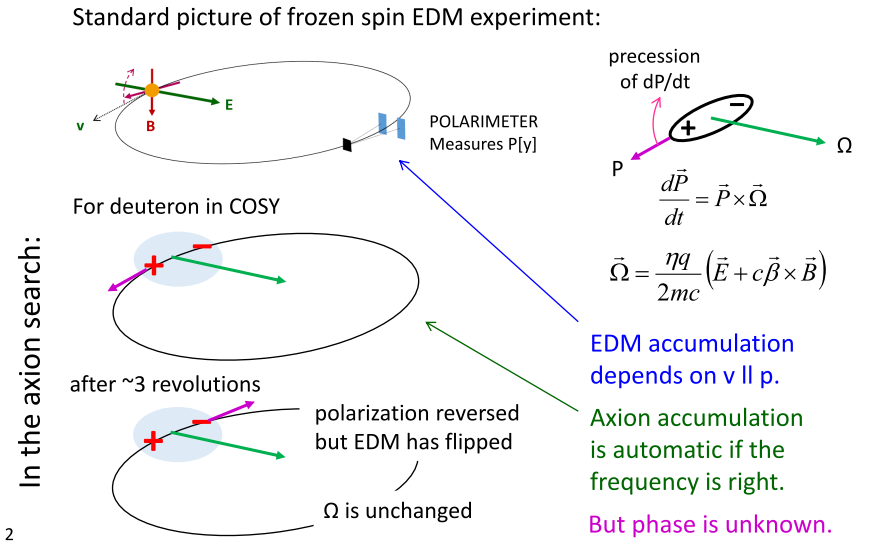 Standard picture of frozen spin EDM experiment:
precession
of dP/dt
E
v
B
POLARIMETER
Measures P[y]
+
−
Ω
P
dP⃗/dt = P⃗ × Ω⃗
Ω⃗ = ηq/2mc (E⃗ + cβ⃗ × B⃗)
In the axion search:
For deuteron in COSY
+
−
EDM accumulation
depends on v ll p.
after ~3 revolutions
+
−
polarization reversed
but EDM has flipped
Ω is unchanged
Axion accumulation
is automatic if the
frequency is right.
But phase is unknown.
2